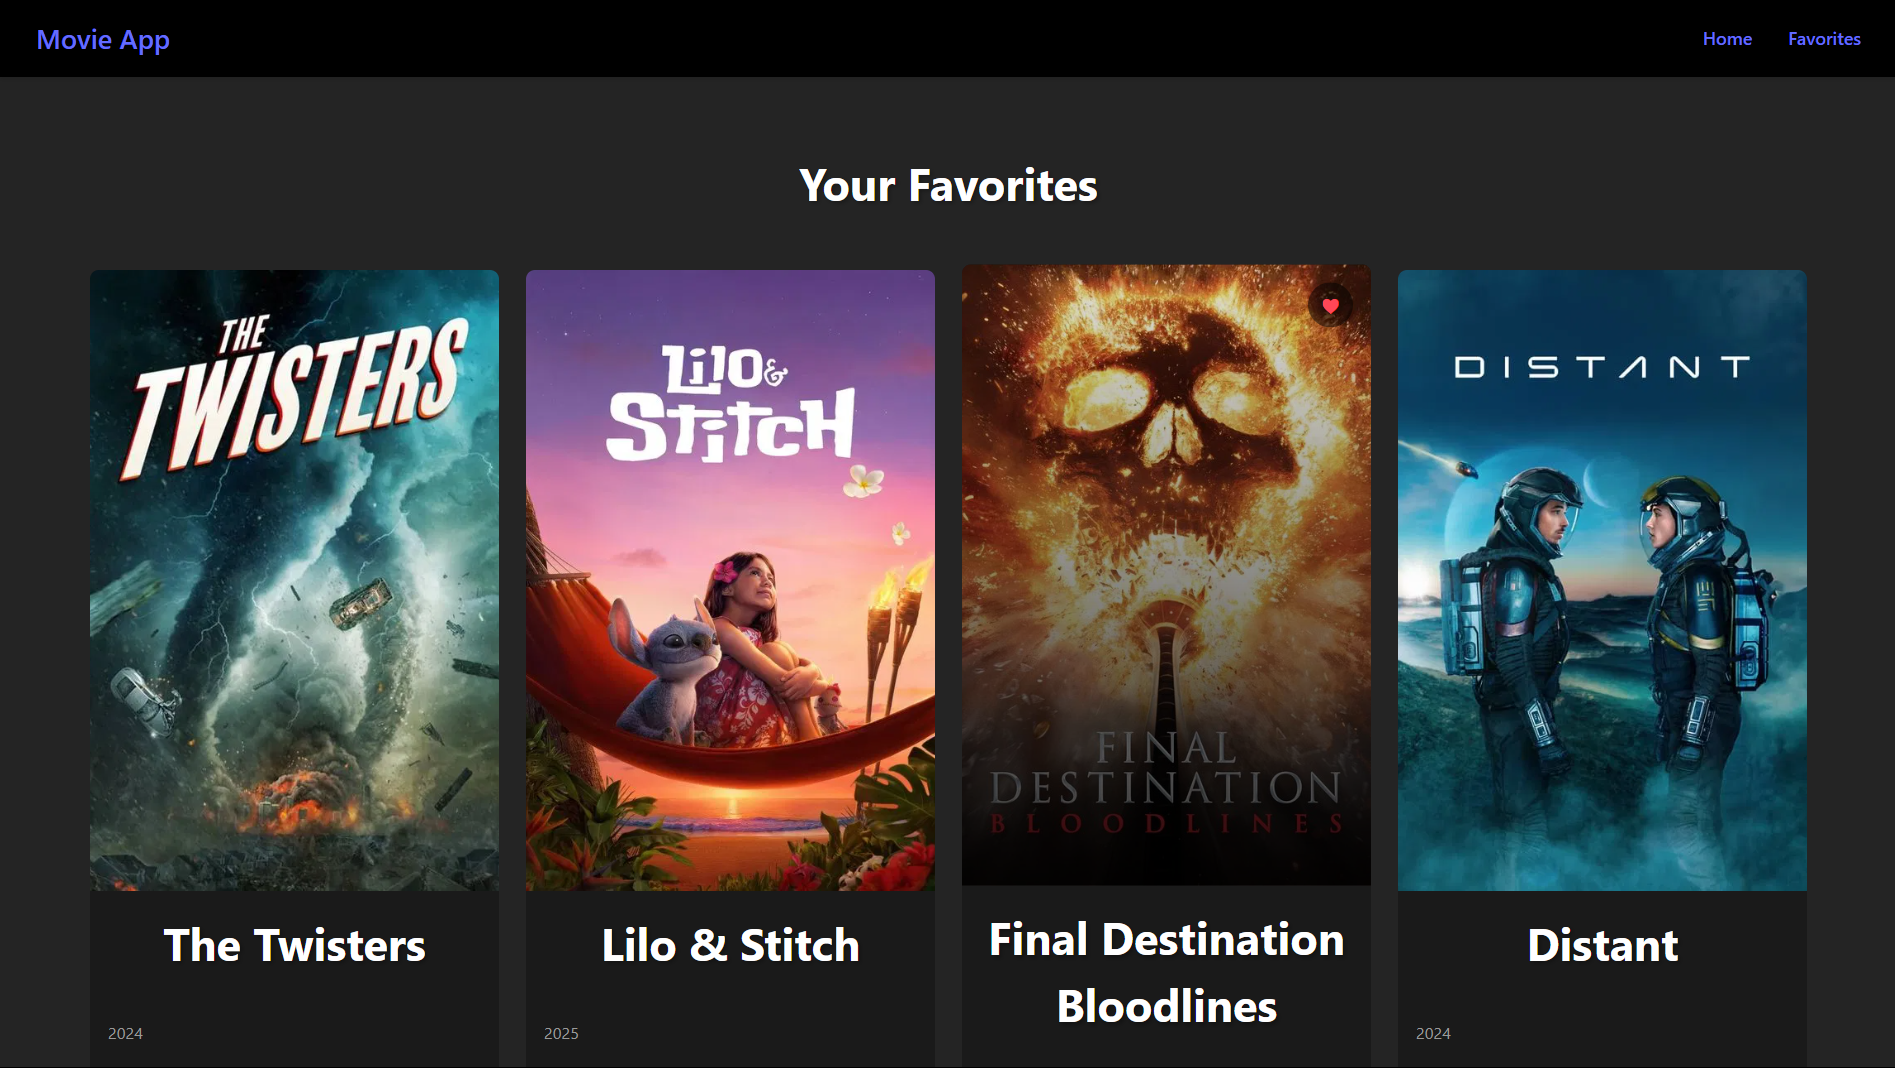 Movie App
Home
Favorites
Your Favorites
THE
TWISTERS
LiLO &
STiTCH
FINAL
DESTINATION
BLOODLINES
DISTANT
The Twisters
Lilo & Stitch
Final Destination
Bloodlines
Distant
2024
2025
2024